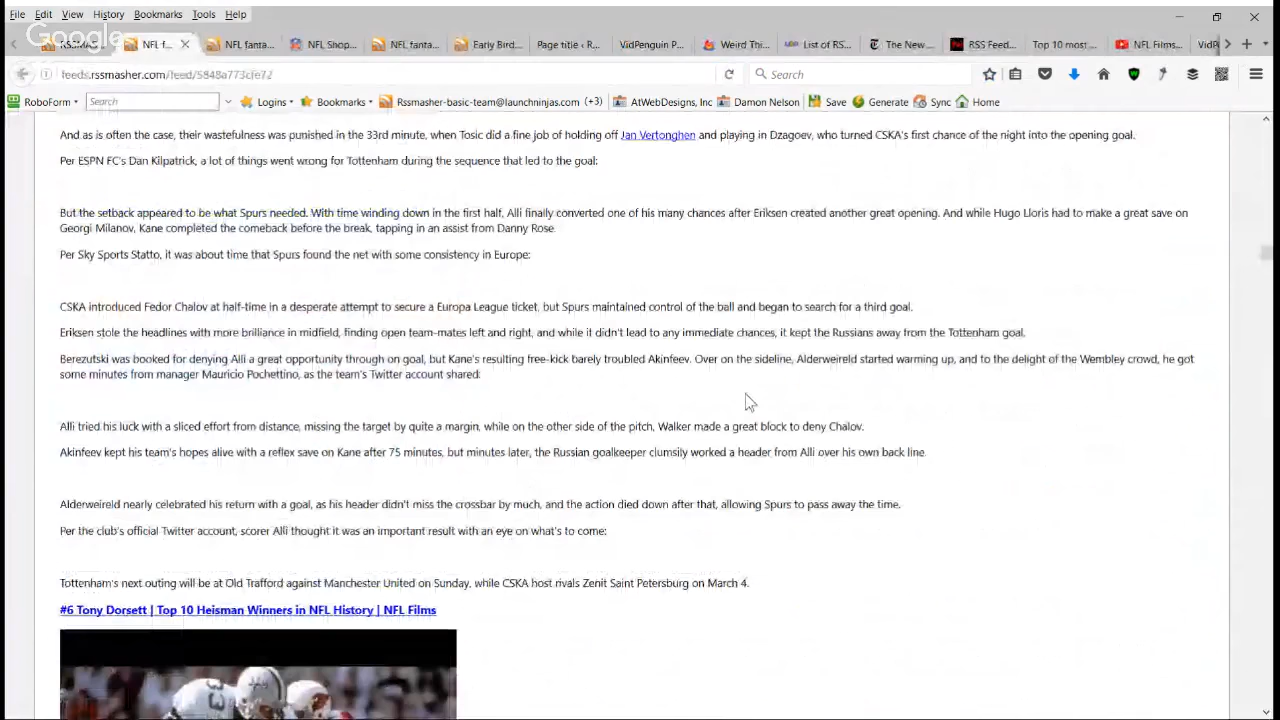 File Edit View History Bookmarks Tools Help
Google
NFL f... NFL fanta... NFL Shop... NFL fanta... Early Bird... Page title ‹ R... VidPenguin P... Weird Thi... List of RS... The New ... RSS Feed... Top 10 most ... NFL Films...
feeds.rssmasher.com/feed/5848a773cfe72 Search
RoboForm Search Logins Bookmarks Rssmasher-basic-team@launchninjas.com (+3) AtWebDesigns, Inc Damon Nelson Save Generate Sync Home
And as is often the case, their wastefulness was punished in the 33rd minute, when Tosic did a fine job of holding off Jan Vertonghen and playing in Dzagoev, who turned CSKA's first chance of the night into the opening goal.
Per ESPN FC's Dan Kilpatrick, a lot of things went wrong for Tottenham during the sequence that led to the goal:
But the setback appeared to be what Spurs needed. With time winding down in the first half, Alli finally converted one of his many chances after Eriksen created another great opening. And while Hugo Lloris had to make a great save on
Georgi Milanov, Kane completed the comeback before the break, tapping in an assist from Danny Rose.
Per Sky Sports Statto, it was about time that Spurs found the net with some consistency in Europe:
CSKA introduced Fedor Chalov at half-time in a desperate attempt to secure a Europa League ticket, but Spurs maintained control of the ball and began to search for a third goal.
Eriksen stole the headlines with more brilliance in midfield, finding open team-mates left and right, and while it didn't lead to any immediate chances, it kept the Russians away from the Tottenham goal.
Berezutski was booked for denying Alli a great opportunity through on goal, but Kane's resulting free-kick barely troubled Akinfeev. Over on the sideline, Alderweireld started warming up, and to the delight of the Wembley crowd, he got
some minutes from manager Mauricio Pochettino, as the team's Twitter account shared:
Alli tried his luck with a sliced effort from distance, missing the target by quite a margin, while on the other side of the pitch, Walker made a great block to deny Chalov.
Akinfeev kept his team's hopes alive with a reflex save on Kane after 75 minutes, but minutes later, the Russian goalkeeper clumsily worked a header from Alli over his own back line.
Alderweireld nearly celebrated his return with a goal, as his header didn't miss the crossbar by much, and the action died down after that, allowing Spurs to pass away the time.
Per the club's official Twitter account, scorer Alli thought it was an important result with an eye on what's to come:
Tottenham's next outing will be at Old Trafford against Manchester United on Sunday, while CSKA host rivals Zenit Saint Petersburg on March 4.
#6 Tony Dorsett | Top 10 Heisman Winners in NFL History | NFL Films